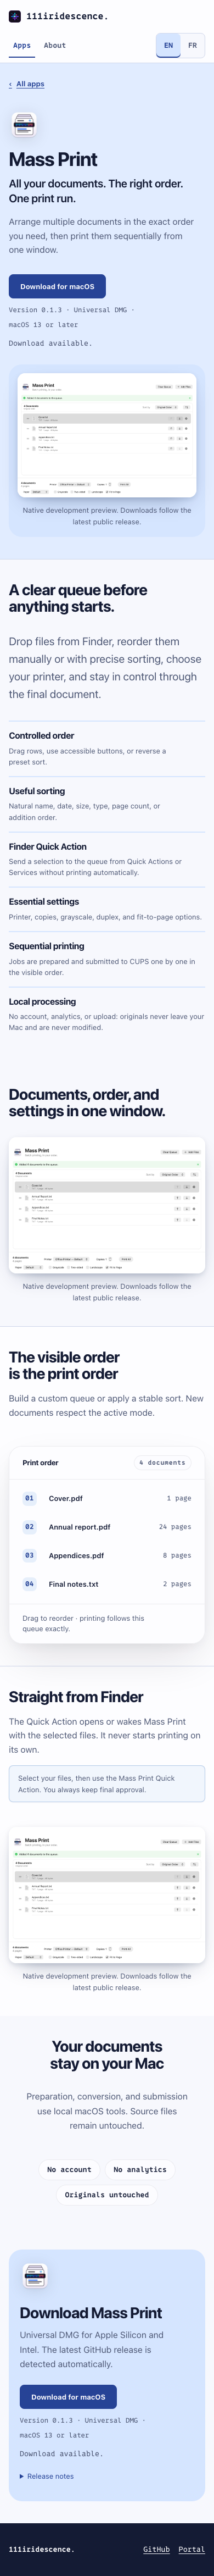 111iridescence.
Apps About EN FR
‹ All apps
Mass Print
All your documents. The right order.
One print run.
Arrange multiple documents in the exact order
you need, then print them sequentially from
one window.
Download for macOS
Version 0.1.3 · Universal DMG ·
macOS 13 or later
Download available.
Mass Print
Native development preview. Downloads follow the
latest public release.
A clear queue before
anything starts.
Drop files from Finder, reorder them
manually or with precise sorting, choose
your printer, and stay in control through
the final document.
Controlled order
Drag rows, use accessible buttons, or reverse a
preset sort.
Useful sorting
Natural name, date, size, type, page count, or
addition order.
Finder Quick Action
Send a selection to the queue from Quick Actions or
Services without printing automatically.
Essential settings
Printer, copies, grayscale, duplex, and fit-to-page options.
Sequential printing
Jobs are prepared and submitted to CUPS one by one in
the visible order.
Local processing
No account, analytics, or upload: originals never leave your
Mac and are never modified.
Documents, order, and
settings in one window.
Mass Print
Native development preview. Downloads follow the
latest public release.
The visible order
is the print order
Build a custom queue or apply a stable sort. New
documents respect the active mode.
Print order 4 documents
01 Cover.pdf 1 page
02 Annual report.pdf 24 pages
03 Appendices.pdf 8 pages
04 Final notes.txt 2 pages
Drag to reorder · printing follows this
queue exactly.
Straight from Finder
The Quick Action opens or wakes Mass Print
with the selected files. It never starts printing on
its own.
Select your files, then use the Mass Print Quick
Action. You always keep final approval.
Mass Print
Native development preview. Downloads follow the
latest public release.
Your documents
stay on your Mac
Preparation, conversion, and submission
use local macOS tools. Source files
remain untouched.
No account No analytics
Originals untouched
Download Mass Print
Universal DMG for Apple Silicon and
Intel. The latest GitHub release is
detected automatically.
Download for macOS
Version 0.1.3 · Universal DMG ·
macOS 13 or later
Download available.
▶ Release notes
111iridescence. GitHub Portal